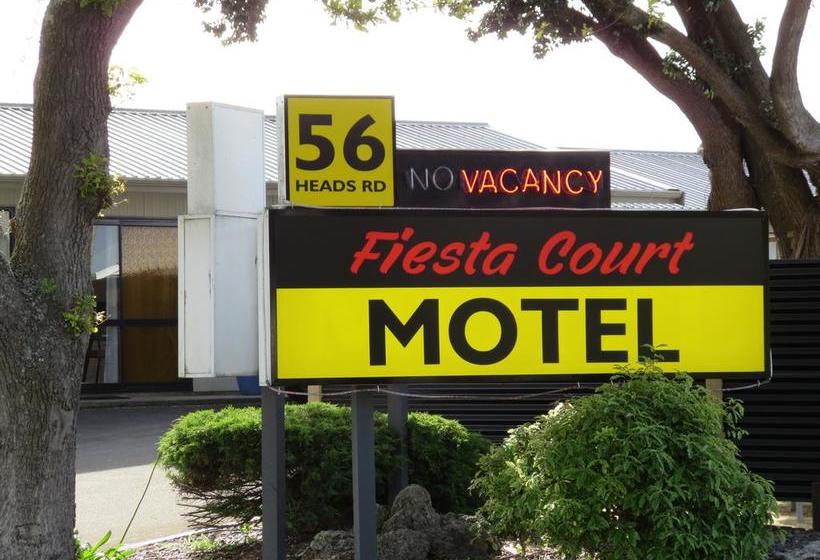 56
HEADS RD
NO VACANCY
Fiesta Court
MOTEL